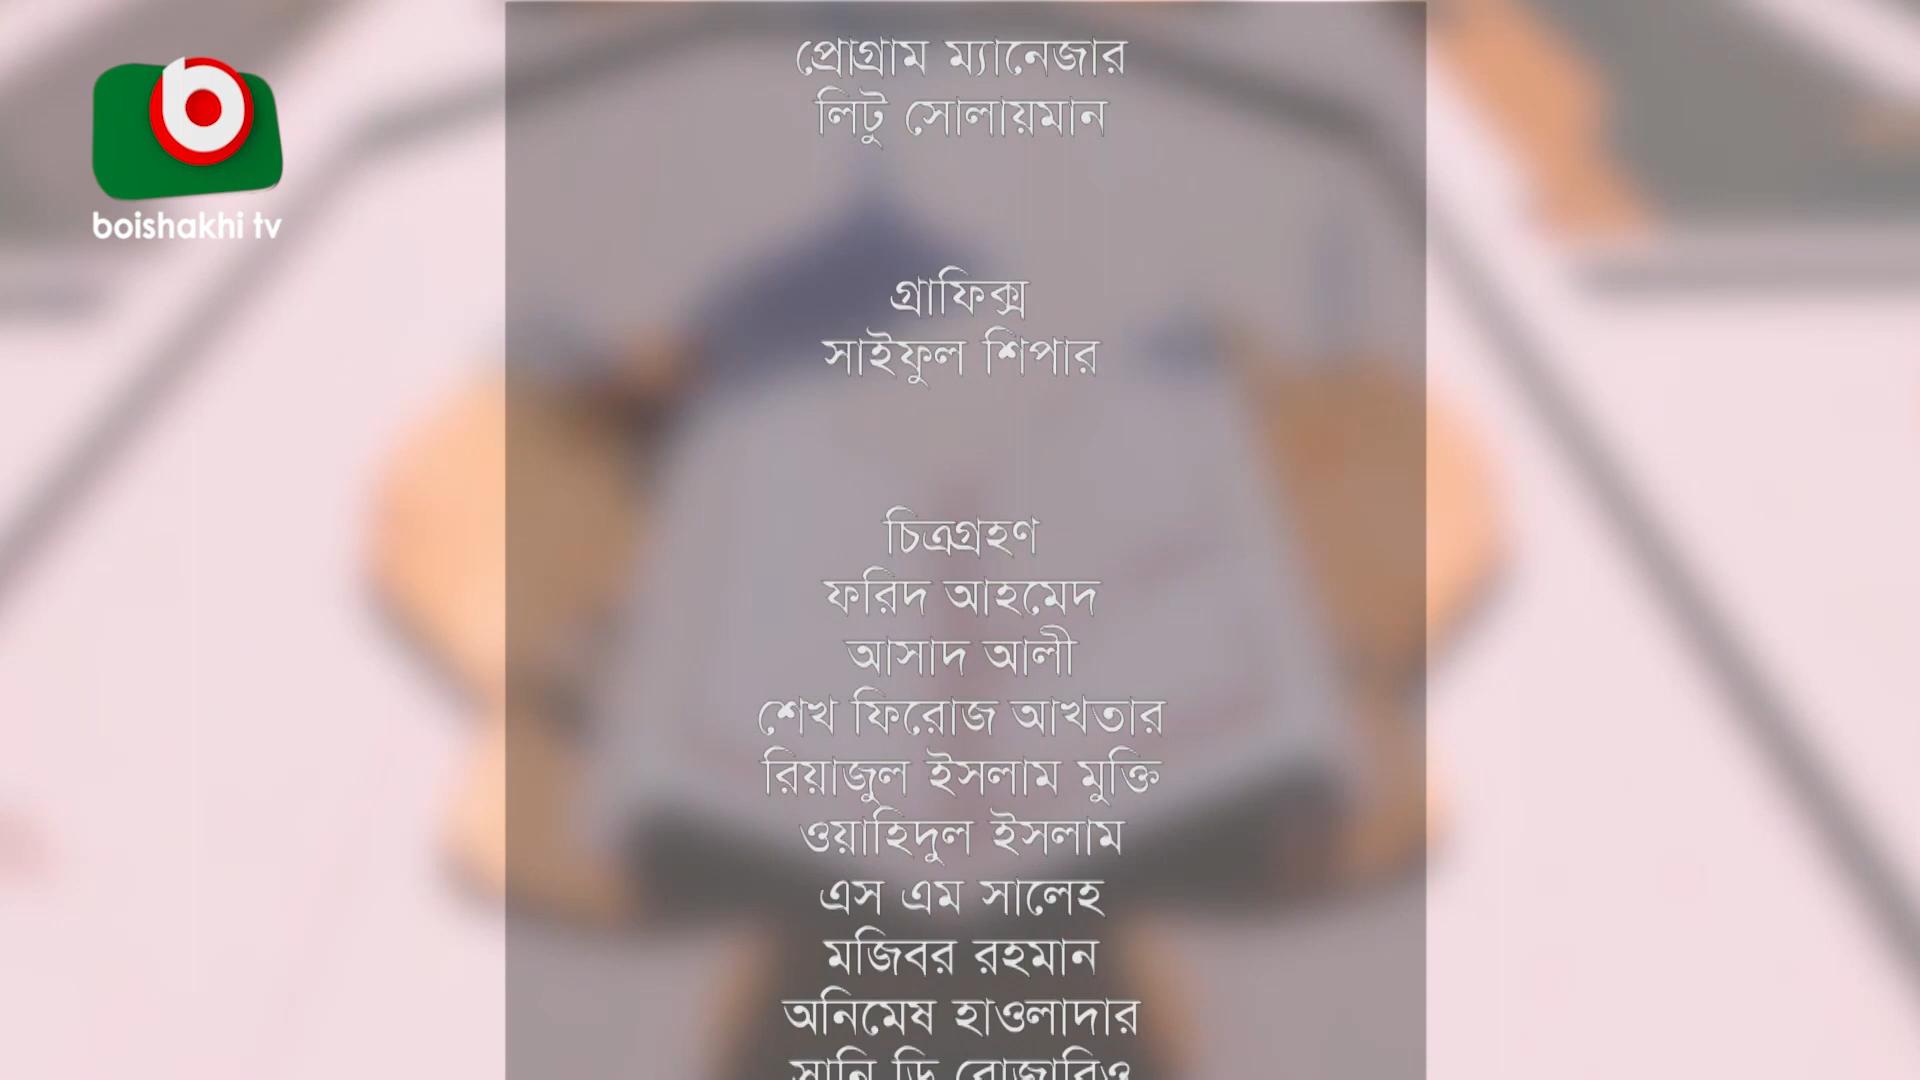 প্রোগ্রাম ম্যানেজার
লিটু সোলায়মান
boishakhi tv
গ্রাফিক্স
সাইফুল শিপার
চিত্রগ্রহণ
ফরিদ আহমেদ
আসাদ আলী
শেখ ফিরোজ আখতার
রিয়াজুল ইসলাম মুক্তি
ওয়াহিদুল ইসলাম
এস এম সালেহ
মজিবর রহমান
অনিমেষ হাওলাদার
সানি ডি রোজারিও